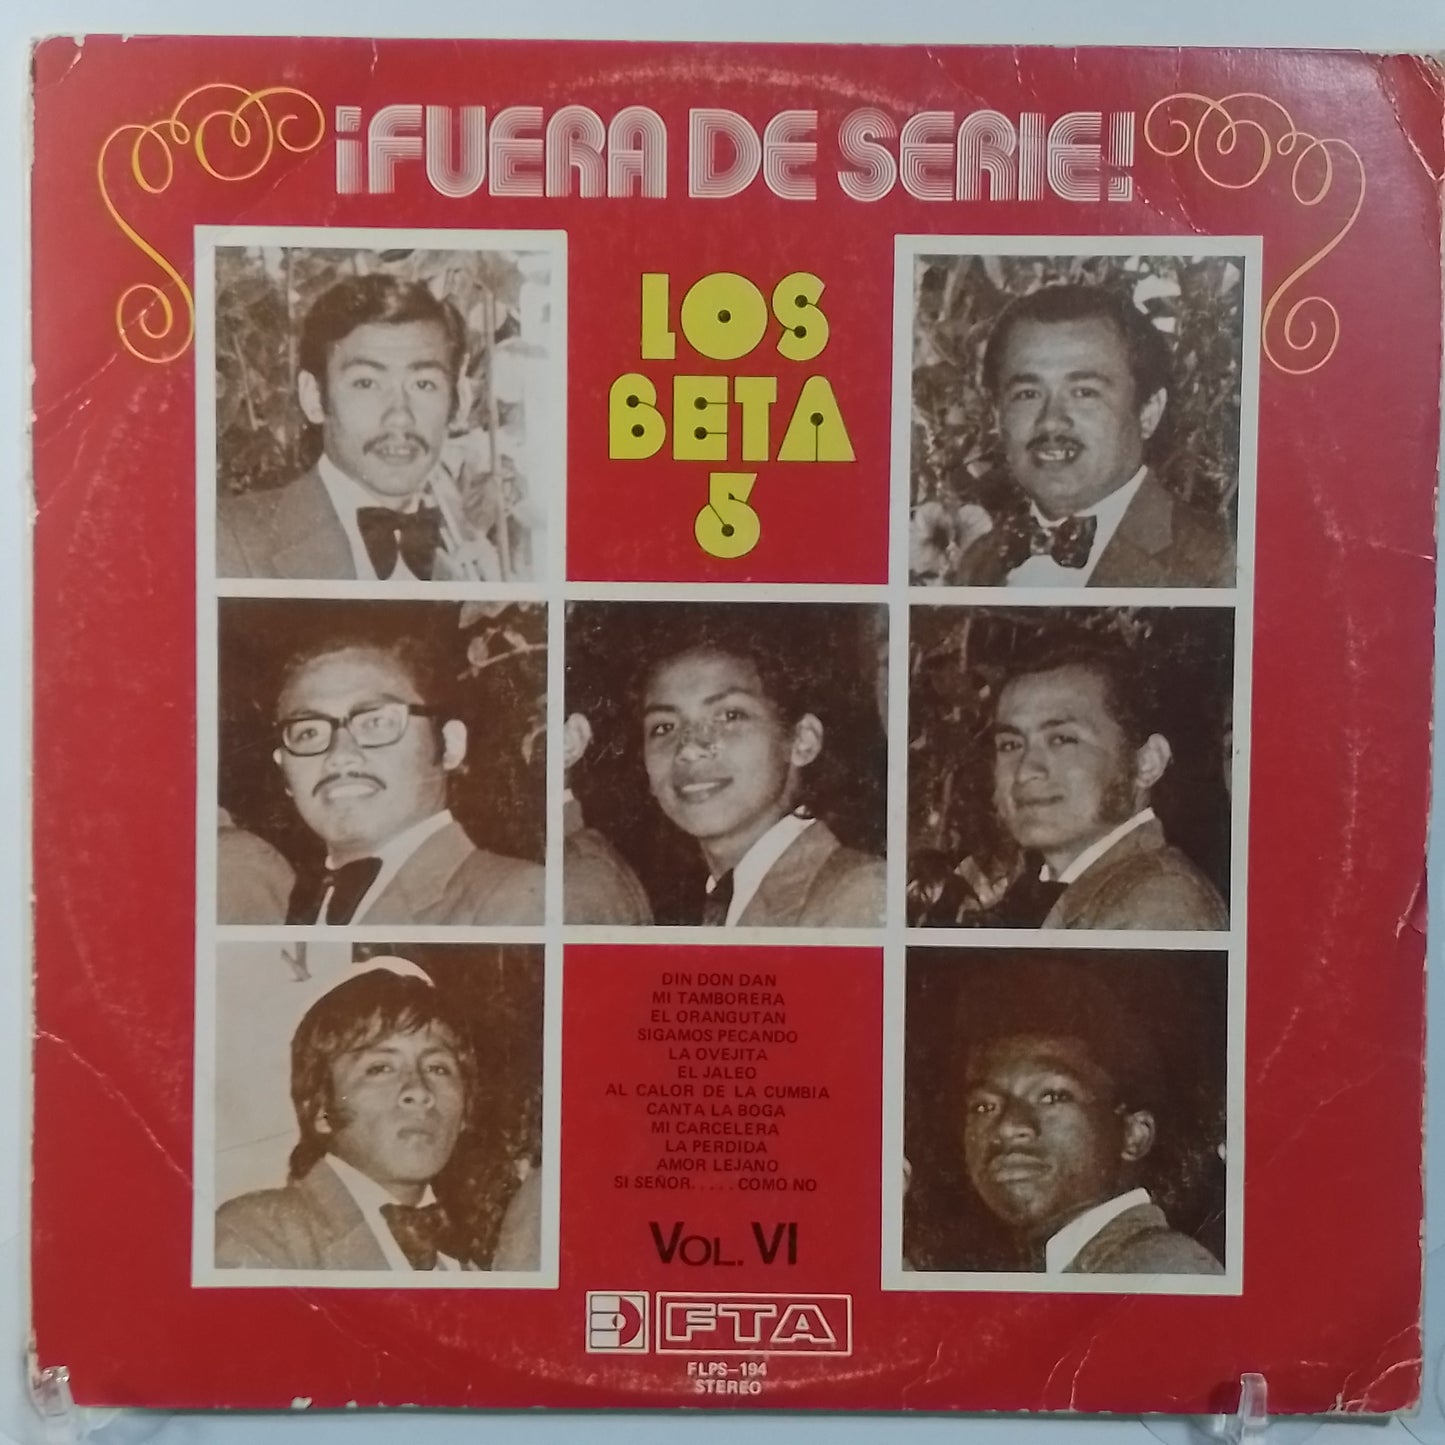 ¡FUERA DE SERIE!
LOS
BETA
5
DIN DON DAN
MI TAMBORERA
EL ORANGUTAN
SIGAMOS PECANDO
LA OVEJITA
EL JALEO
AL CALOR DE LA CUMBIA
CANTA LA BOGA
MI CARCELERA
LA PERDIDA
AMOR LEJANO
SI SEÑOR.....COMO NO
VOL. VI
FTA
FLPS-194
STEREO